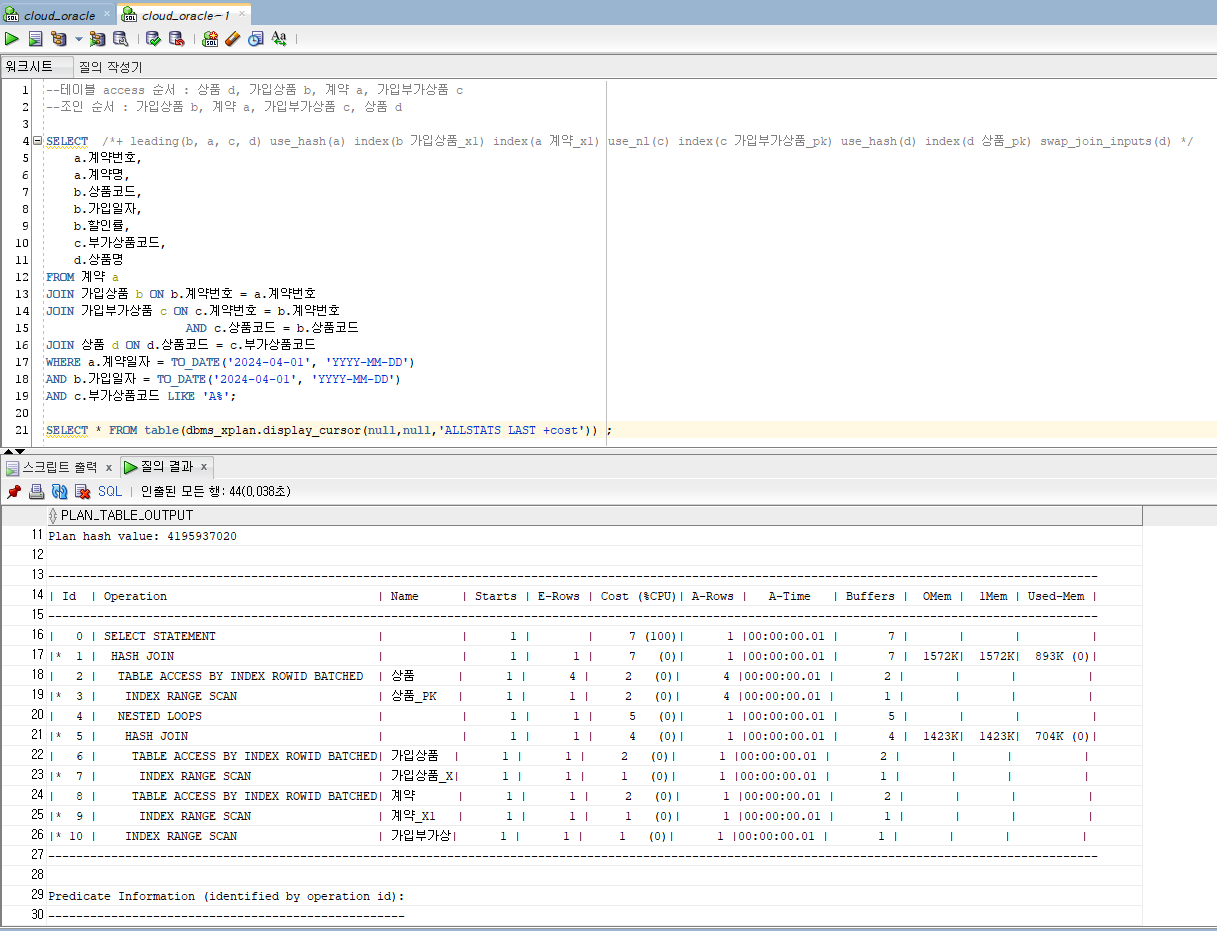 cloud_oracle × cloud_oracle~1 ×
워크시트 질의 작성기
1 --테이블 access 순서 : 상품 d, 가입상품 b, 계약 a, 가입부가상품 c
2 --조인 순서 : 가입상품 b, 계약 a, 가입부가상품 c, 상품 d
3
4 SELECT /*+ leading(b, a, c, d) use_hash(a) index(b 가입상품_x1) index(a 계약_x1) use_nl(c) index(c 가입부가상품_pk) use_hash(d) index(d 상품_pk) swap_join_inputs(d) */
5 a.계약번호,
6 a.계약명,
7 b.상품코드,
8 b.가입일자,
9 b.할인률,
10 c.부가상품코드,
11 d.상품명
12 FROM 계약 a
13 JOIN 가입상품 b ON b.계약번호 = a.계약번호
14 JOIN 가입부가상품 c ON c.계약번호 = b.계약번호
15 AND c.상품코드 = b.상품코드
16 JOIN 상품 d ON d.상품코드 = c.부가상품코드
17 WHERE a.계약일자 = TO_DATE('2024-04-01', 'YYYY-MM-DD')
18 AND b.가입일자 = TO_DATE('2024-04-01', 'YYYY-MM-DD')
19 AND c.부가상품코드 LIKE 'A%';
20
21 SELECT * FROM table(dbms_xplan.display_cursor(null,null,'ALLSTATS LAST +cost')) ;
스크립트 출력 × 질의 결과 ×
SQL | 인출된 모든 행: 44(0,038초)
PLAN_TABLE_OUTPUT
11 Plan hash value: 4195937020
12
13 ------------------------------------------------------------------------------------------------------------------------------------------------------
14 | Id | Operation | Name | Starts | E-Rows | Cost (%CPU)| A-Rows | A-Time | Buffers | OMem | 1Mem | Used-Mem |
15 ------------------------------------------------------------------------------------------------------------------------------------------------------
16 | 0 | SELECT STATEMENT | | 1 | | 7 (100)| 1 |00:00:00.01 | 7 | | | |
17 |* 1 | HASH JOIN | | 1 | 1 | 7 (0)| 1 |00:00:00.01 | 7 | 1572K| 1572K| 893K (0)|
18 | 2 | TABLE ACCESS BY INDEX ROWID BATCHED | 상품 | 1 | 4 | 2 (0)| 4 |00:00:00.01 | 2 | | | |
19 |* 3 | INDEX RANGE SCAN | 상품_PK | 1 | 1 | 2 (0)| 4 |00:00:00.01 | 1 | | | |
20 | 4 | NESTED LOOPS | | 1 | 1 | 5 (0)| 1 |00:00:00.01 | 5 | | | |
21 |* 5 | HASH JOIN | | 1 | 1 | 4 (0)| 1 |00:00:00.01 | 4 | 1423K| 1423K| 704K (0)|
22 | 6 | TABLE ACCESS BY INDEX ROWID BATCHED| 가입상품 | 1 | 1 | 2 (0)| 1 |00:00:00.01 | 2 | | | |
23 |* 7 | INDEX RANGE SCAN | 가입상품_X| 1 | 1 | 1 (0)| 1 |00:00:00.01 | 1 | | | |
24 | 8 | TABLE ACCESS BY INDEX ROWID BATCHED| 계약 | 1 | 1 | 2 (0)| 1 |00:00:00.01 | 2 | | | |
25 |* 9 | INDEX RANGE SCAN | 계약_X1 | 1 | 1 | 1 (0)| 1 |00:00:00.01 | 1 | | | |
26 |* 10 | INDEX RANGE SCAN | 가입부가상| 1 | 1 | 1 (0)| 1 |00:00:00.01 | 1 | | | |
27 ------------------------------------------------------------------------------------------------------------------------------------------------------
28
29 Predicate Information (identified by operation id):
30 ---------------------------------------------------